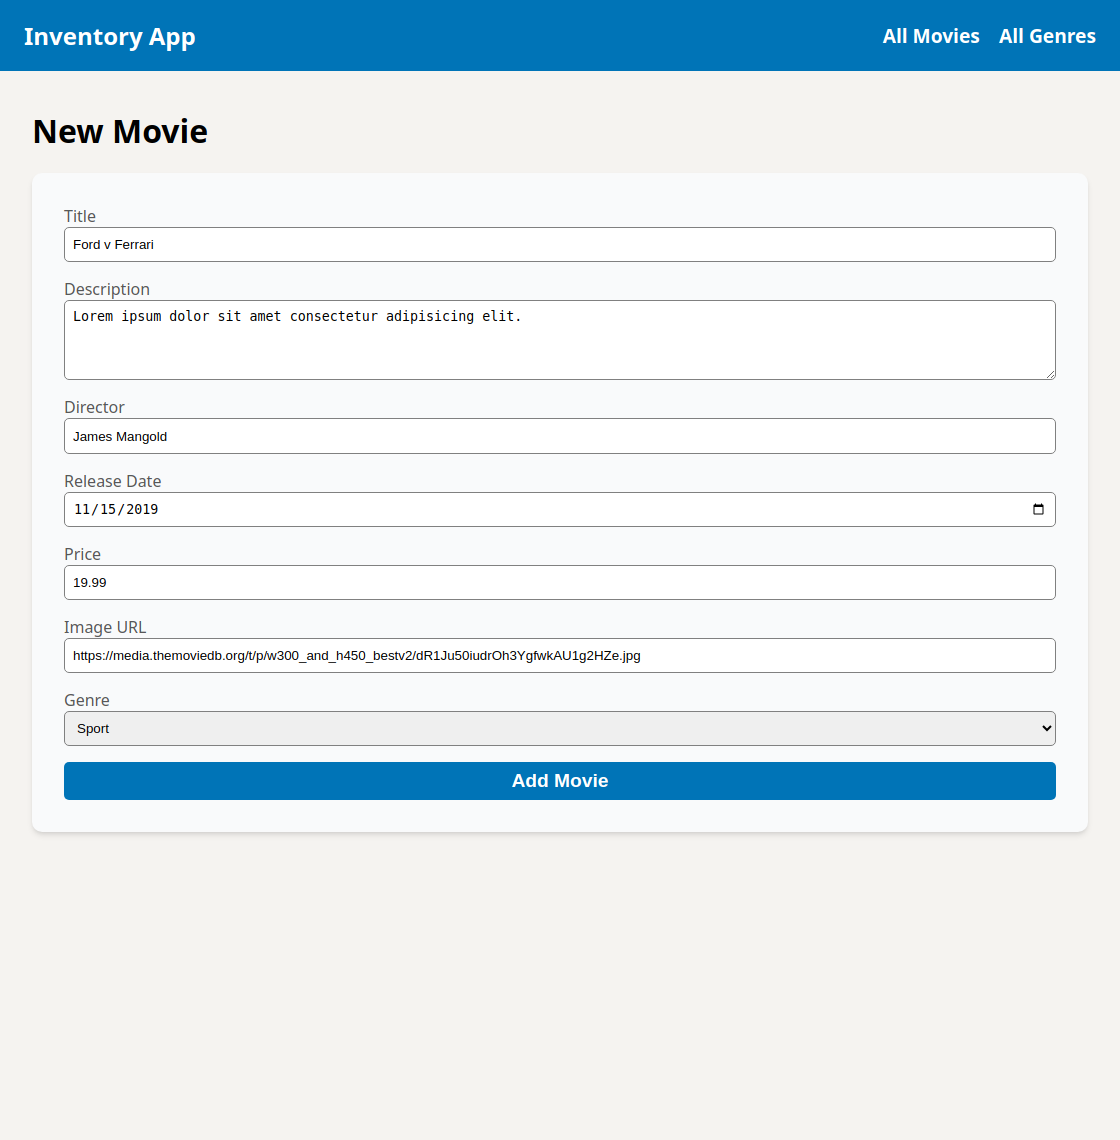 Inventory App
All Movies All Genres
New Movie
Title
Ford v Ferrari
Description
Lorem ipsum dolor sit amet consectetur adipisicing elit.
Director
James Mangold
Release Date
11/15/2019
Price
19.99
Image URL
https://media.themoviedb.org/t/p/w300_and_h450_bestv2/dR1Ju50iudrOh3YgfwkAU1g2HZe.jpg
Genre
Sport
Add Movie